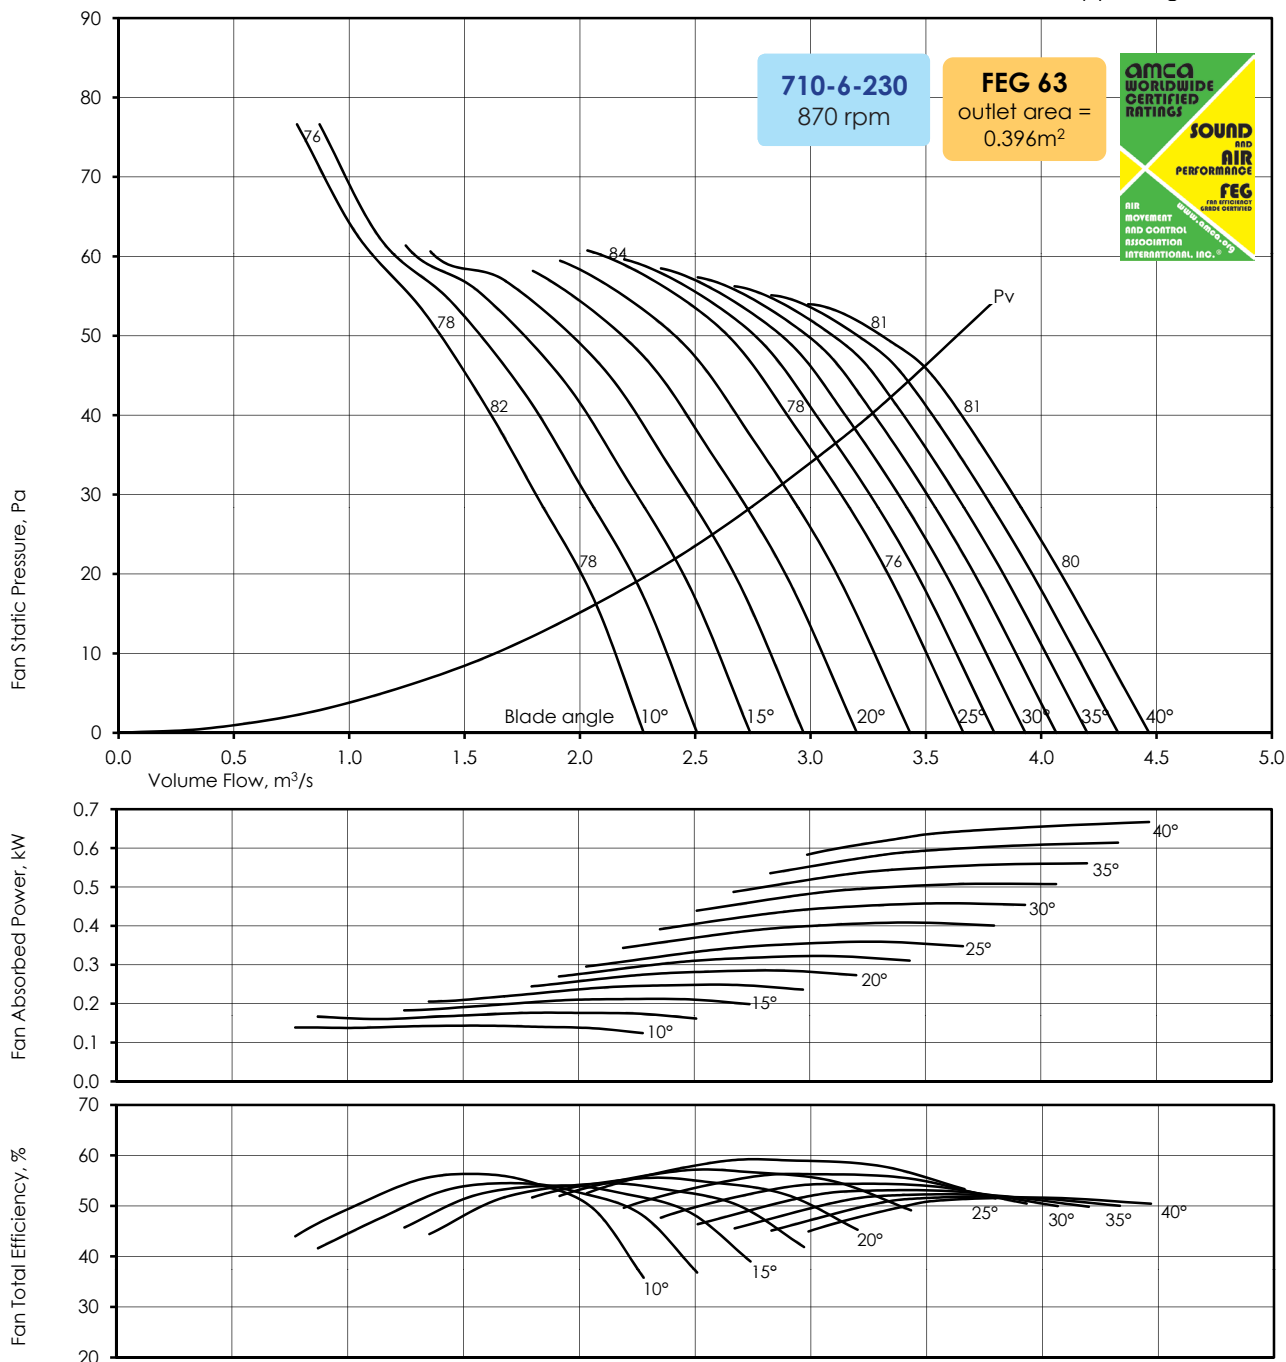 90
80
70
60
50
40
30
20
10
0
Fan Static Pressure, Pa
710-6-230
870 rpm
FEG 63
outlet area =
0.396m²
amca
WORLDWIDE
CERTIFIED
RATINGS
SOUND
AND
AIR
PERFORMANCE
FEG
FAN EFFICIENCY
GRADE CERTIFIED
AIR
MOVEMENT
AND CONTROL
ASSOCIATION
INTERNATIONAL, INC.®
www.amca.org
76
84
78
81
Pv
82
78
81
78
76
80
Blade angle 10° 15° 20° 25° 30° 35° 40°
0.0 0.5 1.0 1.5 2.0 2.5 3.0 3.5 4.0 4.5 5.0
Volume Flow, m³/s
0.7
0.6
0.5
0.4
0.3
0.2
0.1
0.0
Fan Absorbed Power, kW
40°
35°
30°
25°
20°
15°
10°
70
60
50
40
30
20
Fan Total Efficiency, %
10°
15°
20°
25°
30°
35°
40°